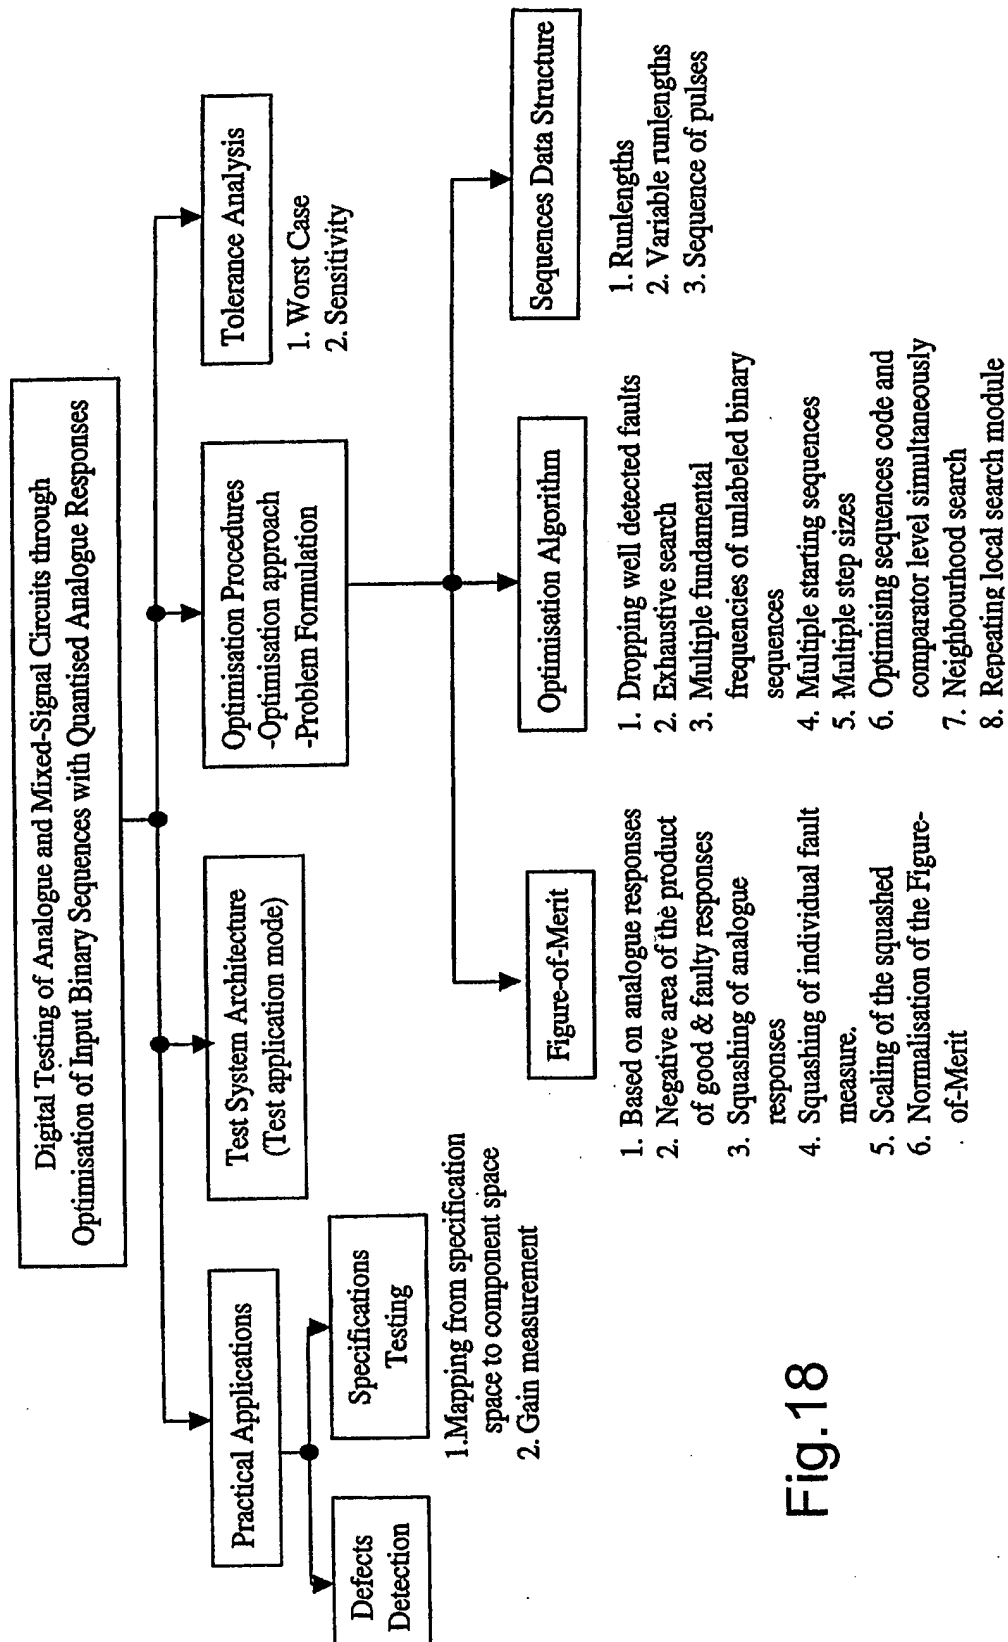 Digital Testing of Analogue and Mixed-Signal Circuits through
Optimisation of Input Binary Sequences with Quantised Analogue Responses
Practical Applications
Test System Architecture
(Test application mode)
Optimisation Procedures
-Optimisation approach
-Problem Formulation
Tolerance Analysis
1. Worst Case
2. Sensitivity
Defects
Detection
Specifications
Testing
1.Mapping from specification
space to component space
2. Gain measurement
Figure-of-Merit
1. Based on analogue responses
2. Negative area of the product
of good & faulty responses
3. Squashing of analogue
responses
4. Squashing of individual fault
measure.
5. Scaling of the squashed
6. Normalisation of the Figure-
of-Merit
Optimisation Algorithm
1. Dropping well detected faults
2. Exhaustive search
3. Multiple fundamental
frequencies of unlabeled binary
sequences
4. Multiple starting sequences
5. Multiple step sizes
6. Optimising sequences code and
comparator level simultaneously
7. Neighbourhood search
8. Repeating local search module
Sequences Data Structure
1. Runlengths
2. Variable runlengths
3. Sequence of pulses
Fig.18